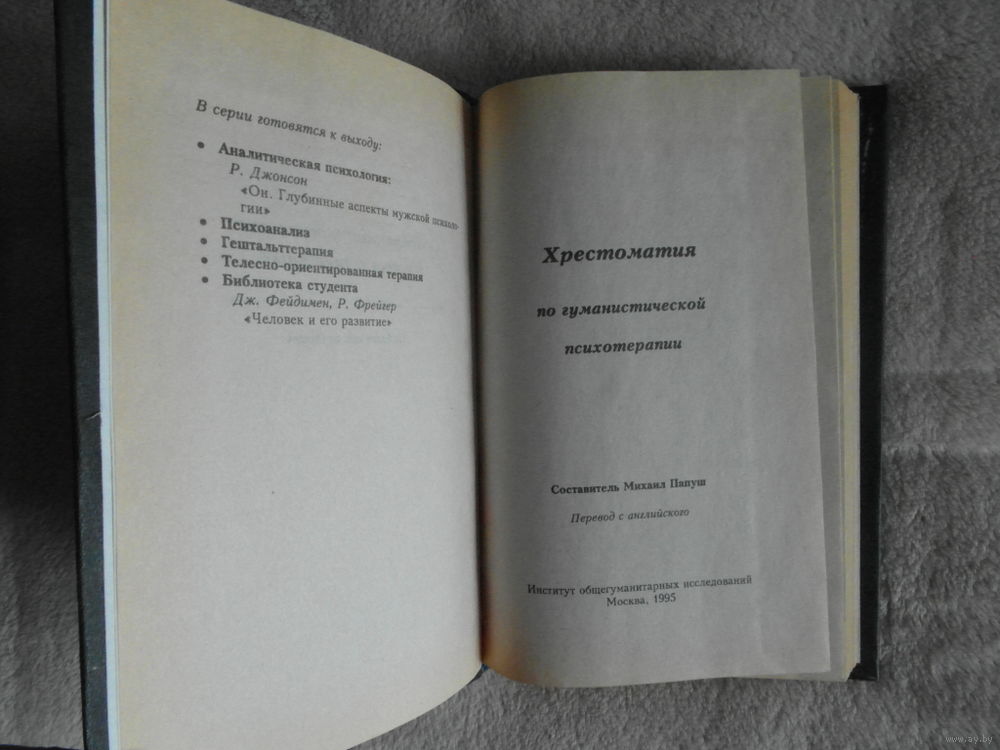 В серии готовятся к выходу:
• Аналитическая психология:
Р. Джонсон
«Он. Глубинные аспекты мужской психоло-
гии»
• Психоанализ
• Гештальттерапия
• Телесно-ориентированная терапия
• Библиотека студента
Дж. Фейдимен, Р. Фрейгер
«Человек и его развитие»
Хрестоматия
по гуманистической
психотерапии
Составитель Михаил Папуш
Перевод с английского
Институт общегуманитарных исследований
Москва, 1995
www.ay.by